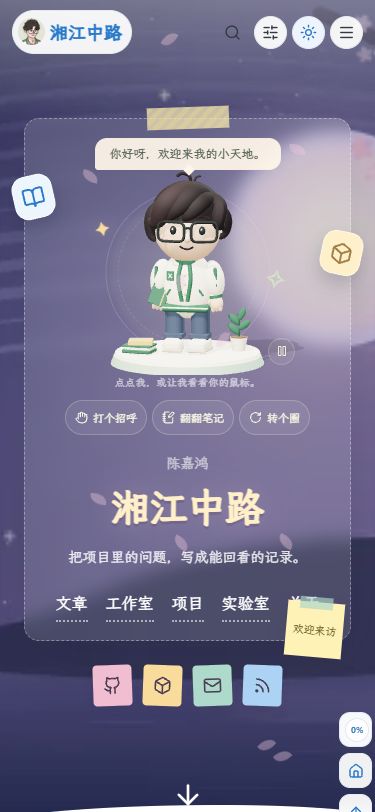 湘江中路
你好呀，欢迎来我的小天地。
点点我，或让我看看你的鼠标。
打个招呼 翻翻笔记 转个圈
陈嘉鸿
湘江中路
把项目里的问题，写成能回看的记录。
文章 工作室 项目 实验室
欢迎来访
0%